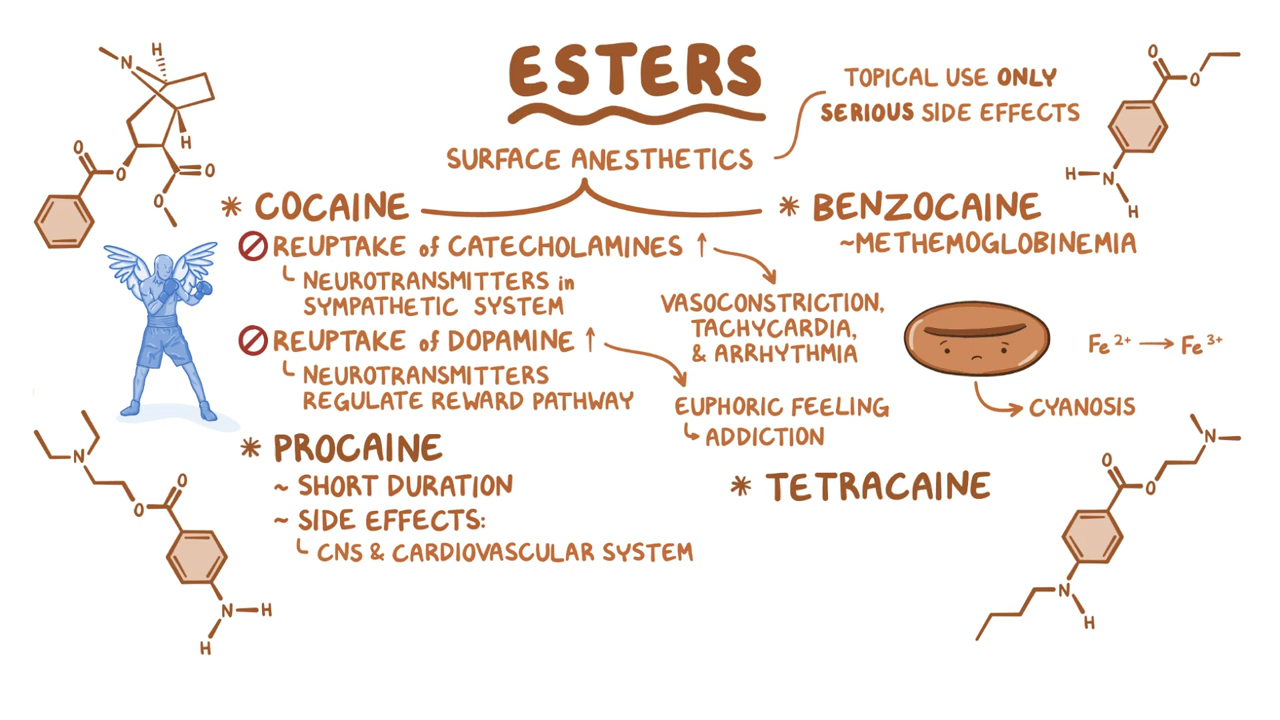 ESTERS
TOPICAL USE ONLY
SERIOUS SIDE EFFECTS
SURFACE ANESTHETICS
* COCAINE
REUPTAKE of CATECHOLAMINES ↑
NEUROTRANSMITTERS in
SYMPATHETIC SYSTEM
VASOCONSTRICTION,
TACHYCARDIA,
& ARRHYTHMIA
REUPTAKE of DOPAMINE ↑
NEUROTRANSMITTERS
REGULATE REWARD PATHWAY
EUPHORIC FEELING
ADDICTION
* BENZOCAINE
~METHEMOGLOBINEMIA
Fe²⁺ → Fe³⁺
CYANOSIS
* PROCAINE
~ SHORT DURATION
~ SIDE EFFECTS:
CNS & CARDIOVASCULAR SYSTEM
* TETRACAINE
N
H
H
O
O
O
O
O
O
N
H
H
N
O
O
N
H
H
N
O
O
N
H